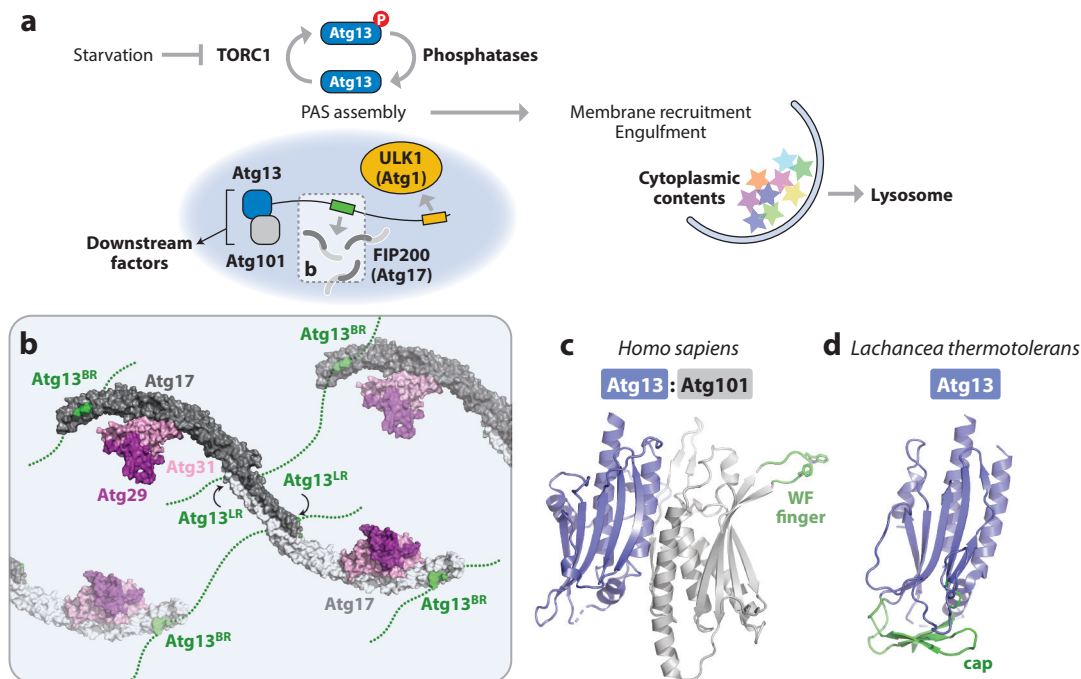 a
Starvation
TORC1
Atg13
P
Atg13
Phosphatases
PAS assembly
Membrane recruitment
Engulfment
Cytoplasmic
contents
Lysosome
Atg13
ULK1
(Atg1)
Downstream
factors
Atg101
b
FIP200
(Atg17)
b
Atg13BR
Atg13BR
Atg17
Atg31
Atg29
Atg13LR
Atg13LR
Atg17
Atg13BR
Atg13BR
c
Homo sapiens
Atg13:Atg101
WF
finger
d
Lachancea thermotolerans
Atg13
cap